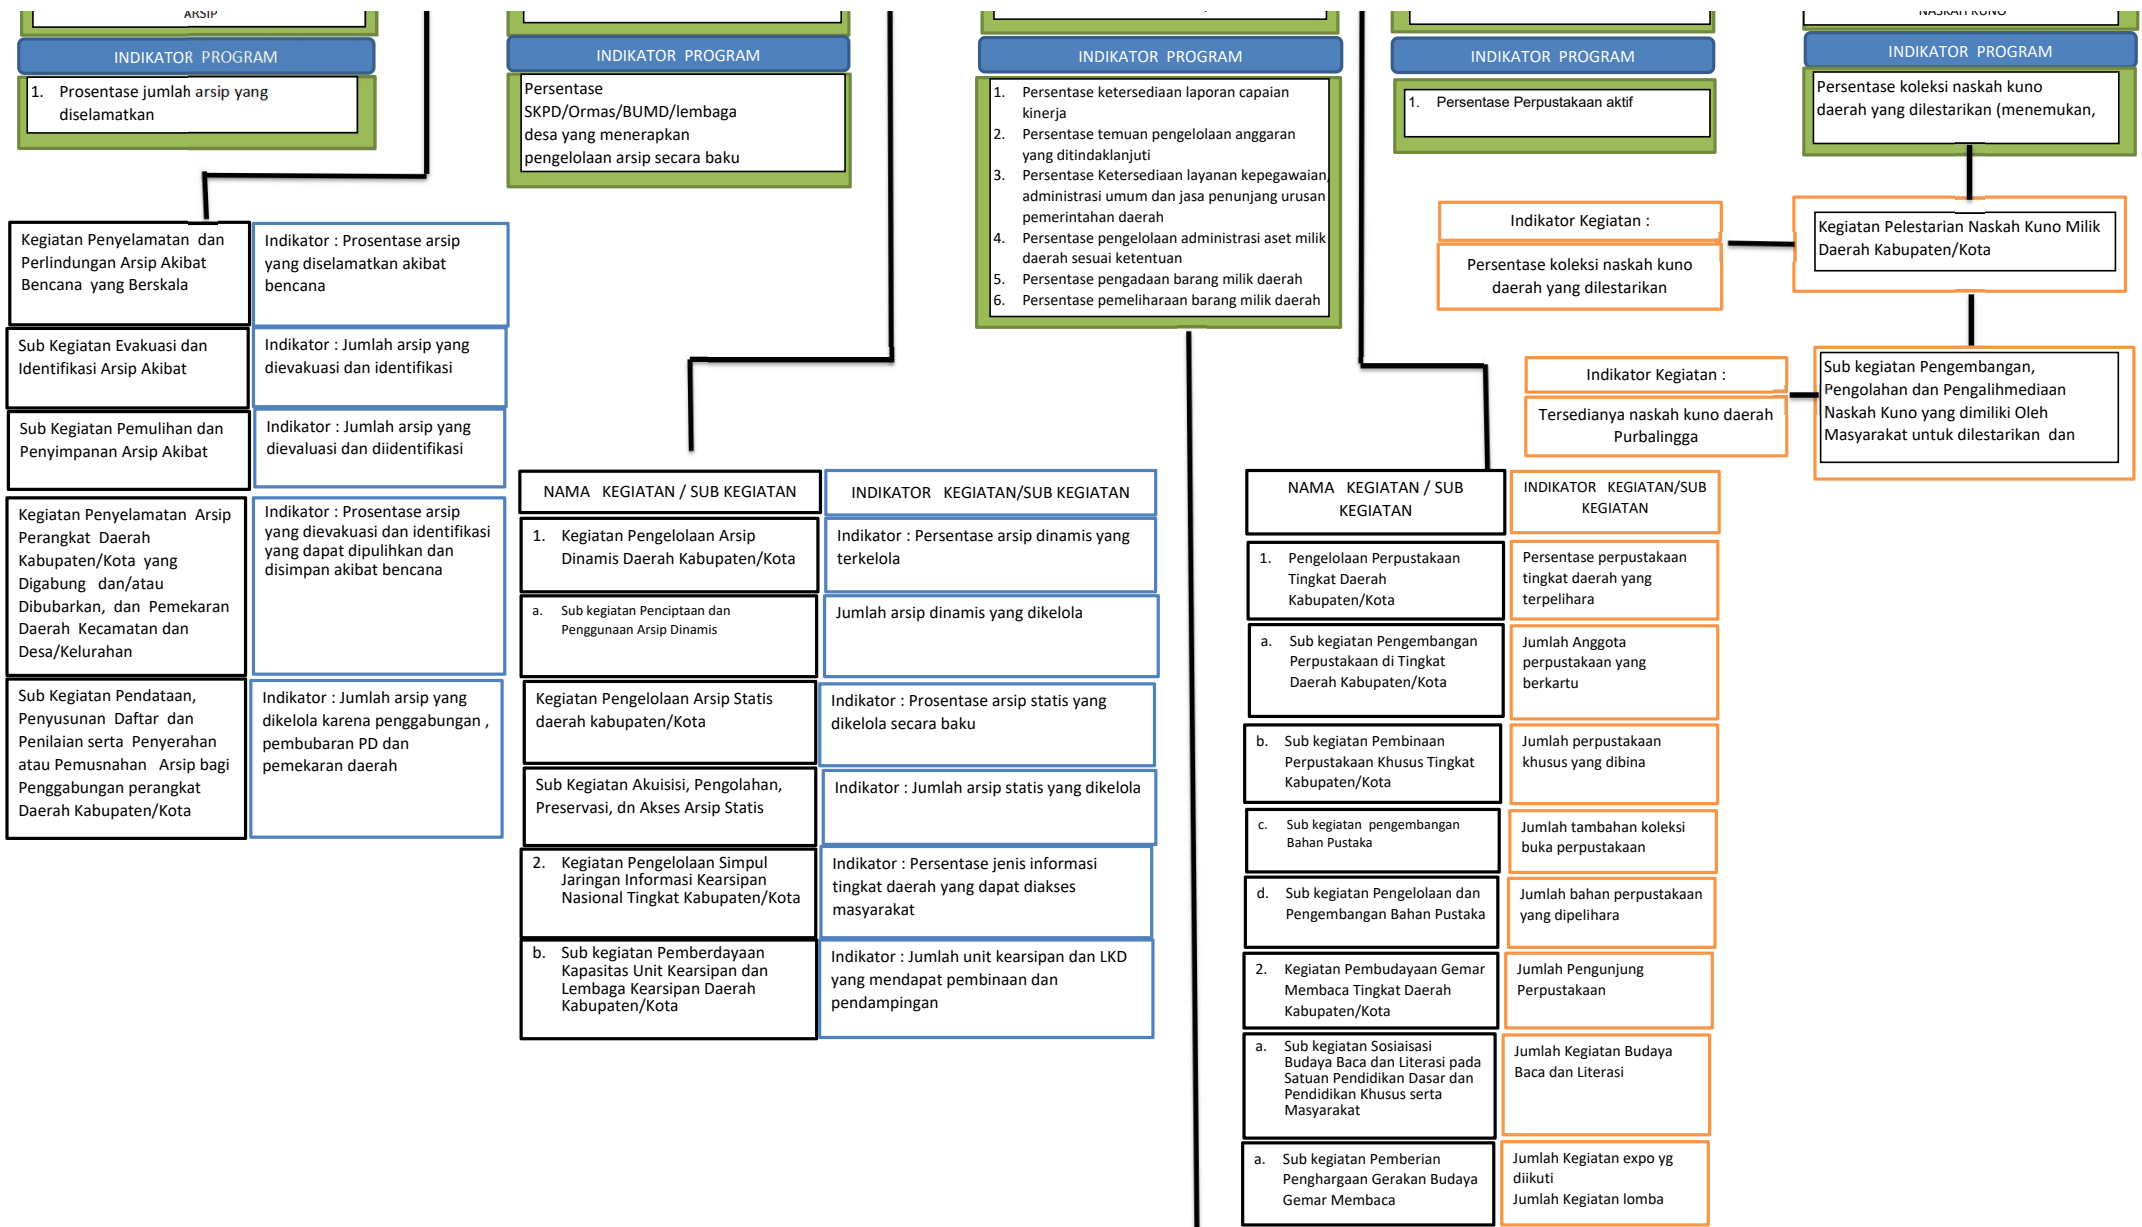 ARSIP
INDIKATOR PROGRAM
1. Prosentase jumlah arsip yang
diselamatkan
INDIKATOR PROGRAM
Persentase
SKPD/Ormas/BUMD/lembaga
desa yang menerapkan
pengelolaan arsip secara baku
INDIKATOR PROGRAM
1. Persentase ketersediaan laporan capaian
kinerja
2. Persentase temuan pengelolaan anggaran
yang ditindaklanjuti
3. Persentase Ketersediaan layanan kepegawaian,
administrasi umum dan jasa penunjang urusan
pemerintahan daerah
4. Persentase pengelolaan administrasi aset milik
daerah sesuai ketentuan
5. Persentase pengadaan barang milik daerah
6. Persentase pemeliharaan barang milik daerah
INDIKATOR PROGRAM
1. Persentase Perpustakaan aktif
NASKAH KUNO
INDIKATOR PROGRAM
Persentase koleksi naskah kuno
daerah yang dilestarikan (menemukan,
Kegiatan Penyelamatan dan
Perlindungan Arsip Akibat
Bencana yang Berskala
Indikator : Prosentase arsip
yang diselamatkan akibat
bencana
Sub Kegiatan Evakuasi dan
Identifikasi Arsip Akibat
Indikator : Jumlah arsip yang
dievakuasi dan identifikasi
Sub Kegiatan Pemulihan dan
Penyimpanan Arsip Akibat
Indikator : Jumlah arsip yang
dievaluasi dan diidentifikasi
Kegiatan Penyelamatan Arsip
Perangkat Daerah
Kabupaten/Kota yang
Digabung dan/atau
Dibubarkan, dan Pemekaran
Daerah Kecamatan dan
Desa/Kelurahan
Indikator : Prosentase arsip
yang dievakuasi dan identifikasi
yang dapat dipulihkan dan
disimpan akibat bencana
Sub Kegiatan Pendataan,
Penyusunan Daftar dan
Penilaian serta Penyerahan
atau Pemusnahan Arsip bagi
Penggabungan perangkat
Daerah Kabupaten/Kota
Indikator : Jumlah arsip yang
dikelola karena penggabungan ,
pembubaran PD dan
pemekaran daerah
NAMA KEGIATAN / SUB KEGIATAN
INDIKATOR KEGIATAN/SUB KEGIATAN
1. Kegiatan Pengelolaan Arsip
Dinamis Daerah Kabupaten/Kota
Indikator : Persentase arsip dinamis yang
terkelola
a. Sub kegiatan Penciptaan dan
Penggunaan Arsip Dinamis
Jumlah arsip dinamis yang dikelola
Kegiatan Pengelolaan Arsip Statis
daerah kabupaten/Kota
Indikator : Prosentase arsip statis yang
dikelola secara baku
Sub Kegiatan Akuisisi, Pengolahan,
Preservasi, dn Akses Arsip Statis
Indikator : Jumlah arsip statis yang dikelola
2. Kegiatan Pengelolaan Simpul
Jaringan Informasi Kearsipan
Nasional Tingkat Kabupaten/Kota
Indikator : Persentase jenis informasi
tingkat daerah yang dapat diakses
masyarakat
b. Sub kegiatan Pemberdayaan
Kapasitas Unit Kearsipan dan
Lembaga Kearsipan Daerah
Kabupaten/Kota
Indikator : Jumlah unit kearsipan dan LKD
yang mendapat pembinaan dan
pendampingan
Indikator Kegiatan :
Persentase koleksi naskah kuno
daerah yang dilestarikan
Kegiatan Pelestarian Naskah Kuno Milik
Daerah Kabupaten/Kota
Indikator Kegiatan :
Tersedianya naskah kuno daerah
Purbalingga
Sub kegiatan Pengembangan,
Pengolahan dan Pengalihmediaan
Naskah Kuno yang dimiliki Oleh
Masyarakat untuk dilestarikan dan
NAMA KEGIATAN / SUB
KEGIATAN
INDIKATOR KEGIATAN/SUB
KEGIATAN
1. Pengelolaan Perpustakaan
Tingkat Daerah
Kabupaten/Kota
Persentase perpustakaan
tingkat daerah yang
terpelihara
a. Sub kegiatan Pengembangan
Perpustakaan di Tingkat
Daerah Kabupaten/Kota
Jumlah Anggota
perpustakaan yang
berkartu
b. Sub kegiatan Pembinaan
Perpustakaan Khusus Tingkat
Kabupaten/Kota
Jumlah perpustakaan
khusus yang dibina
c. Sub kegiatan pengembangan
Bahan Pustaka
Jumlah tambahan koleksi
buka perpustakaan
d. Sub kegiatan Pengelolaan dan
Pengembangan Bahan Pustaka
Jumlah bahan perpustakaan
yang dipelihara
2. Kegiatan Pembudayaan Gemar
Membaca Tingkat Daerah
Kabupaten/Kota
Jumlah Pengunjung
Perpustakaan
a. Sub kegiatan Sosiaisasi
Budaya Baca dan Literasi pada
Satuan Pendidikan Dasar dan
Pendidikan Khusus serta
Masyarakat
Jumlah Kegiatan Budaya
Baca dan Literasi
a. Sub kegiatan Pemberian
Penghargaan Gerakan Budaya
Gemar Membaca
Jumlah Kegiatan expo yg
diikuti
Jumlah Kegiatan lomba